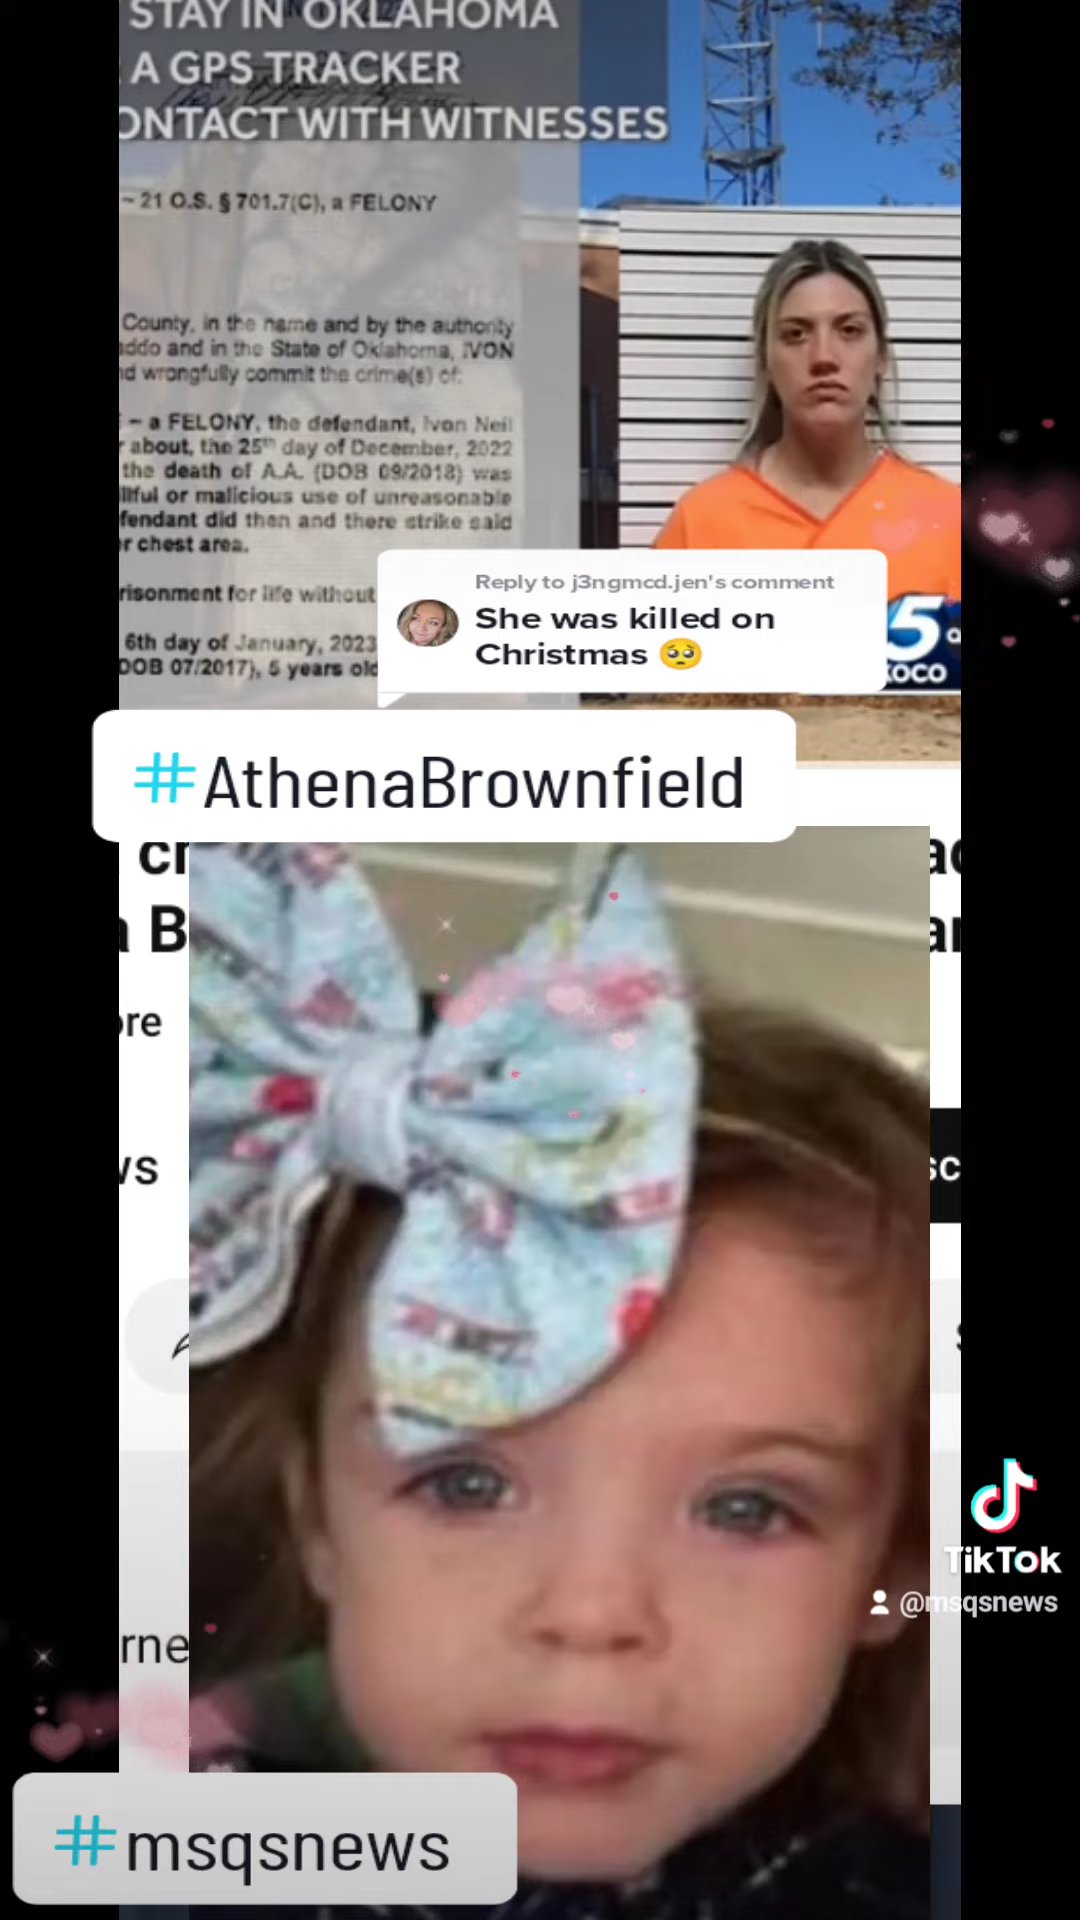 STAY IN OKLAHOMA
A GPS TRACKER
ONTACT WITH WITNESSES
~ 21 O.S. § 701.7(C), a FELONY
County, in the name and by the authority
addo and in the State of Oklahoma, IVON
nd wrongfully commit the crime(s) of:
– a FELONY, the defendant, Ivon Neil
r about, the 25th day of December, 2022
the death of A.A. (DOB 09/2018) was
illful or malicious use of unreasonable
fendant did then and there strike said
r chest area.
risonment for life without
6th day of January, 2023
DOB 07/2017), 5 years old
Reply to j3ngmcd.jen's comment
She was killed on
Christmas 🥺
5
KOCO
#AthenaBrownfield
B
ore
rne
TikTok
@msqsnews
#msqsnews